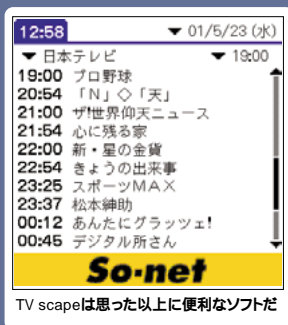 12:58 ▼ 01/5/23 (水)
▼ 日本テレビ ▼ 19:00
19:00 プロ野球
20:54 「N」◇「天」
21:00 ザ!世界仰天ニュース
21:54 心に残る家
22:00 新・星の金貨
22:54 きょうの出来事
23:25 スポーツMAX
23:37 松本紳助
00:12 あんたにグラッツェ!
00:45 デジタル所さん
So-net
TV scapeは思った以上に便利なソフトだ